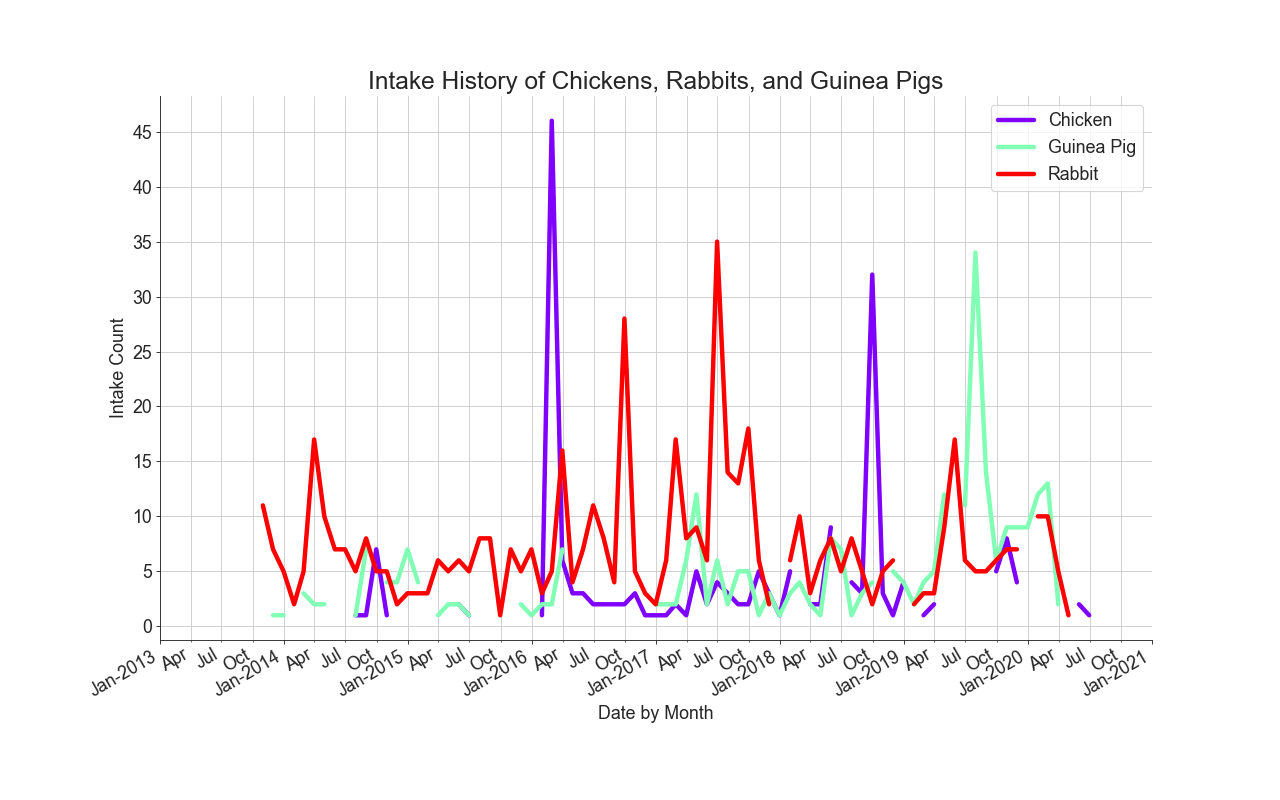 Intake History of Chickens, Rabbits, and Guinea Pigs
Chicken
Guinea Pig
Rabbit
Intake Count
45
40
35
30
25
20
15
10
5
0
Jan-2013 Apr Jul Oct Jan-2014 Apr Jul Oct Jan-2015 Apr Jul Oct Jan-2016 Apr Jul Oct Jan-2017 Apr Jul Oct Jan-2018 Apr Jul Oct Jan-2019 Apr Jul Oct Jan-2020 Apr Jul Oct Jan-2021
Date by Month